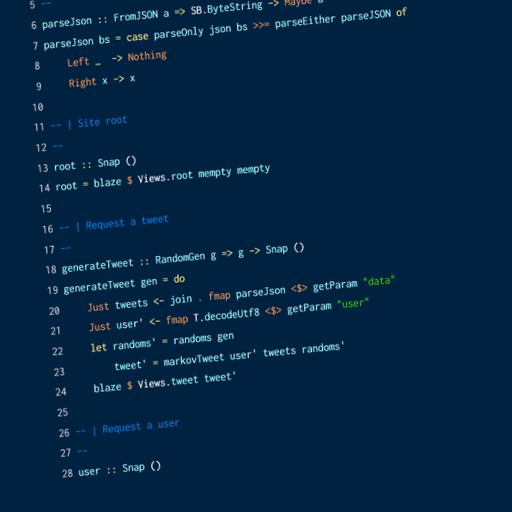 5 --
6 parseJson :: FromJSON a => SB.ByteString -> Maybe a
7 parseJson bs = case parseOnly json bs >>= parseEither parseJSON of
8 Left _ -> Nothing
9 Right x -> x
10
11 -- | Site root
12 --
13 root :: Snap ()
14 root = blaze $ Views.root mempty mempty
15
16 -- | Request a tweet
17 --
18 generateTweet :: RandomGen g => g -> Snap ()
19 generateTweet gen = do
20 Just tweets <- join . fmap parseJson <$> getParam "data"
21 Just user' <- fmap T.decodeUtf8 <$> getParam "user"
22 let randoms' = randoms gen
23 tweet' = markovTweet user' tweets randoms'
24 blaze $ Views.tweet tweet'
25
26 -- | Request a user
27 --
28 user :: Snap ()